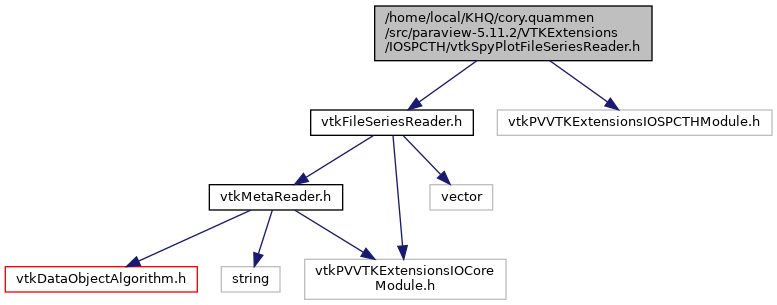 /home/local/KHQ/cory.quammen
/src/paraview-5.11.2/VTKExtensions
/IOSPCTH/vtkSpyPlotFileSeriesReader.h
vtkFileSeriesReader.h
vtkPVVTKExtensionsIOSPCTHModule.h
vtkMetaReader.h
vector
vtkDataObjectAlgorithm.h
string
vtkPVVTKExtensionsIOCore
Module.h